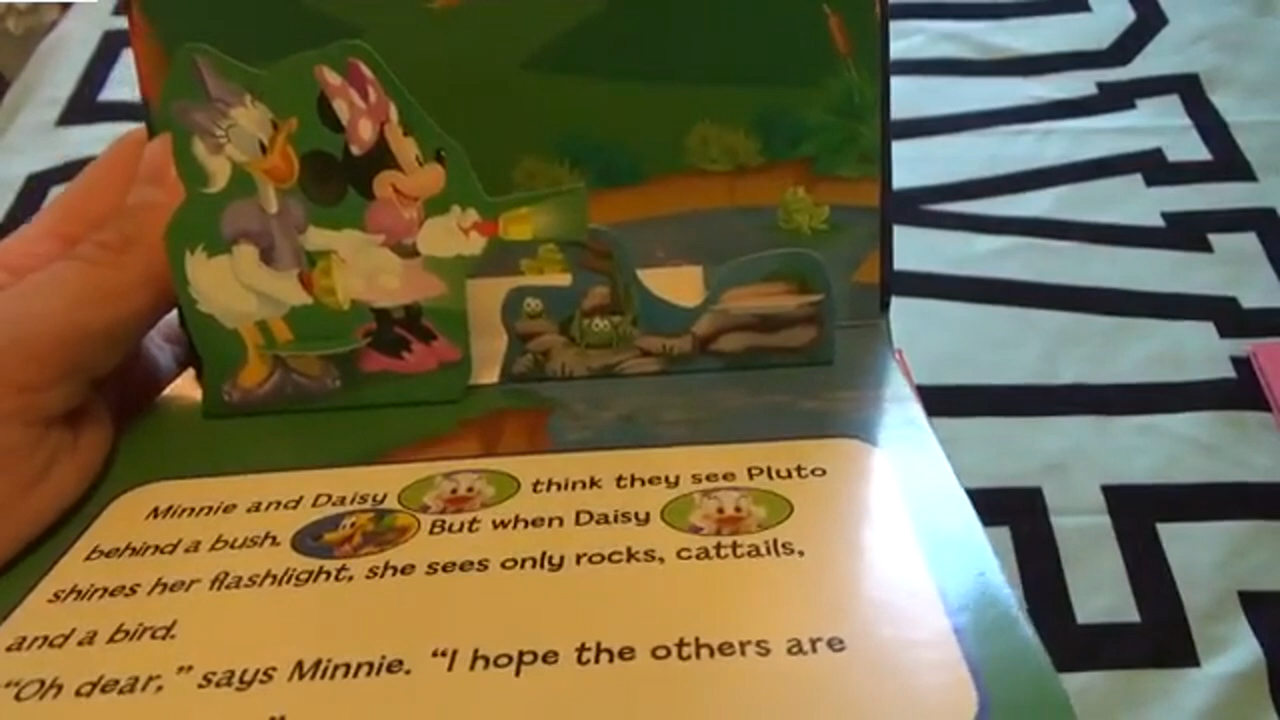 Minnie and Daisy think they see Pluto
behind a bush. But when Daisy
shines her flashlight, she sees only rocks, cattails,
and a bird.
"Oh dear," says Minnie. "I hope the others are